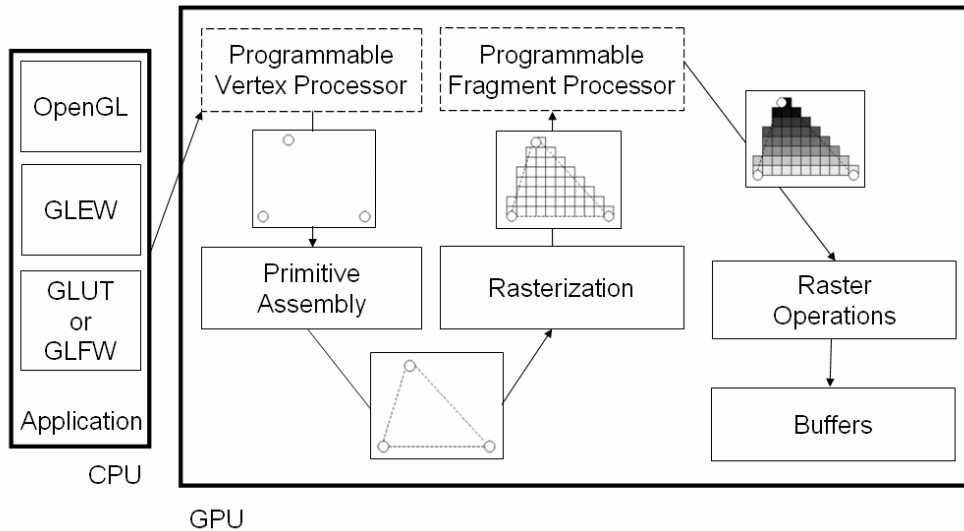 OpenGL
GLEW
GLUT
or
GLFW
Application
CPU
Programmable
Vertex Processor
Programmable
Fragment Processor
Primitive
Assembly
Rasterization
Raster
Operations
Buffers
GPU